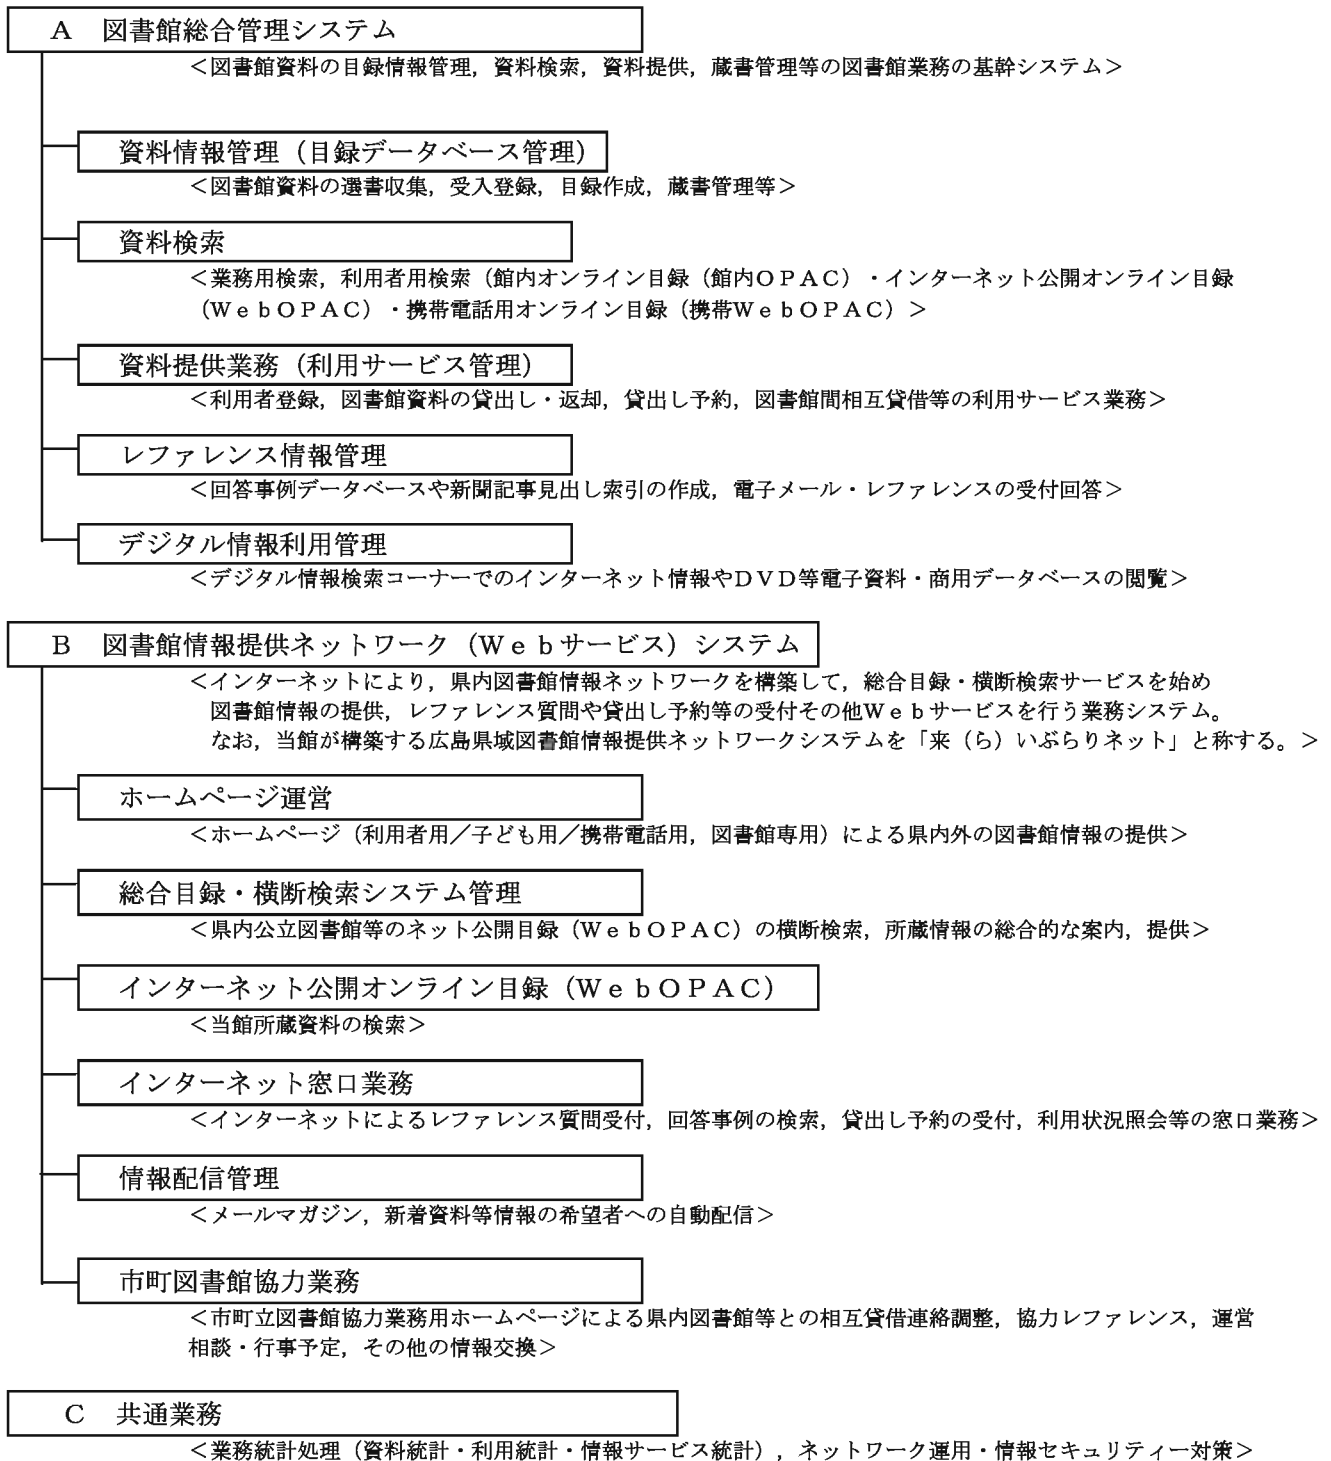 A 図書館総合管理システム
＜図書館資料の目録情報管理，資料検索，資料提供，蔵書管理等の図書館業務の基幹システム＞
資料情報管理（目録データベース管理）
＜図書館資料の選書収集，受入登録，目録作成，蔵書管理等＞
資料検索
＜業務用検索，利用者用検索（館内オンライン目録（館内ＯＰＡＣ）・インターネット公開オンライン目録
（ＷｅｂＯＰＡＣ）・携帯電話用オンライン目録（携帯ＷｅｂＯＰＡＣ）＞
資料提供業務（利用サービス管理）
＜利用者登録，図書館資料の貸出し・返却，貸出し予約，図書館間相互貸借等の利用サービス業務＞
レファレンス情報管理
＜回答事例データベースや新聞記事見出し索引の作成，電子メール・レファレンスの受付回答＞
デジタル情報利用管理
＜デジタル情報検索コーナーでのインターネット情報やＤＶＤ等電子資料・商用データベースの閲覧＞
B 図書館情報提供ネットワーク（Ｗｅｂサービス）システム
＜インターネットにより，県内図書館情報ネットワークを構築して，総合目録・横断検索サービスを始め
図書館情報の提供，レファレンス質問や貸出し予約等の受付その他Ｗｅｂサービスを行う業務システム。
なお，当館が構築する広島県域図書館情報提供ネットワークシステムを「来（ら）いぶらりネット」と称する。＞
ホームページ運営
＜ホームページ（利用者用／子ども用／携帯電話用，図書館専用）による県内外の図書館情報の提供＞
総合目録・横断検索システム管理
＜県内公立図書館等のネット公開目録（ＷｅｂＯＰＡＣ）の横断検索，所蔵情報の総合的な案内，提供＞
インターネット公開オンライン目録（ＷｅｂＯＰＡＣ）
＜当館所蔵資料の検索＞
インターネット窓口業務
＜インターネットによるレファレンス質問受付，回答事例の検索，貸出し予約の受付，利用状況照会等の窓口業務＞
情報配信管理
＜メールマガジン，新着資料等情報の希望者への自動配信＞
市町図書館協力業務
＜市町立図書館協力業務用ホームページによる県内図書館等との相互貸借連絡調整，協力レファレンス，運営
相談・行事予定，その他の情報交換＞
C 共通業務
＜業務統計処理（資料統計・利用統計・情報サービス統計），ネットワーク運用・情報セキュリティー対策＞